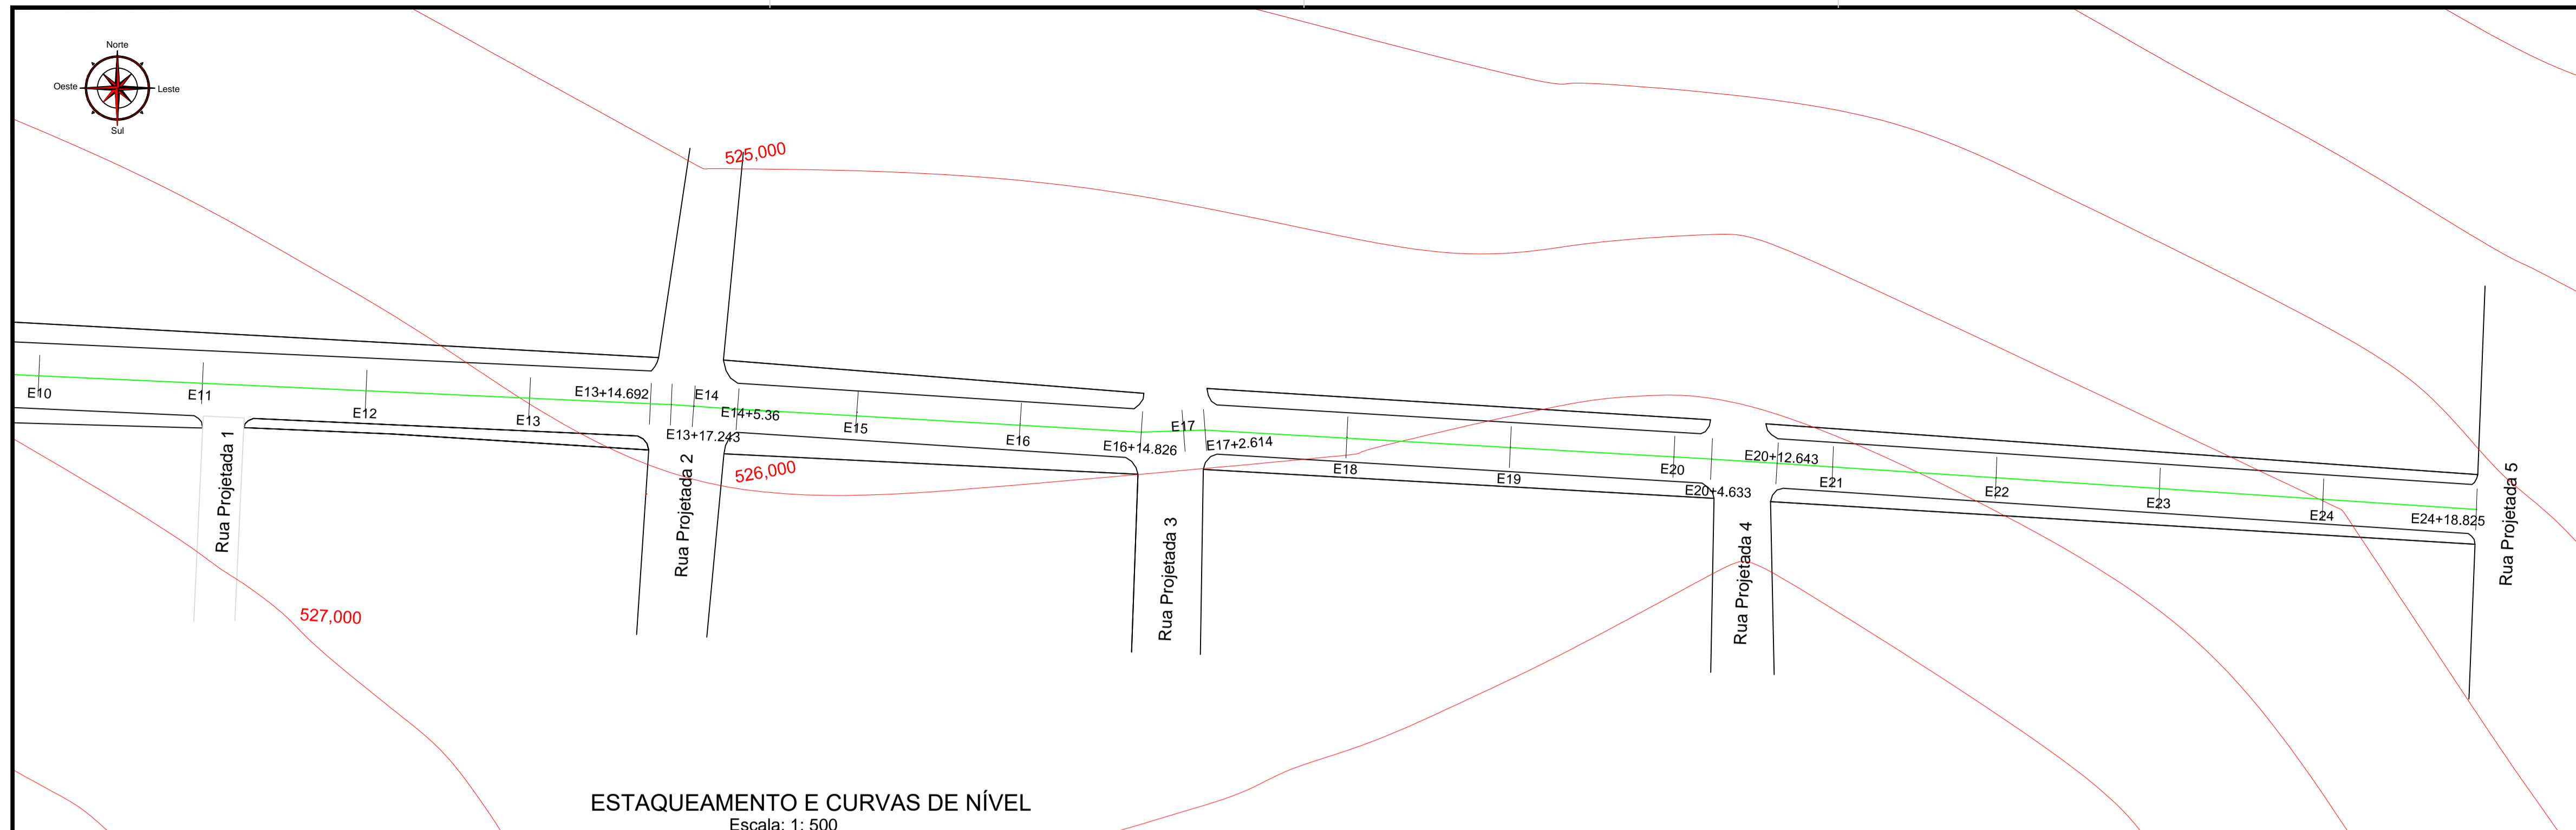 Norte
Oeste
Leste
Sul
525,000
E10
E11
E12
E13
E13+14.692
E13+17.243
E14
E14+5.36
E15
E16
E16+14.826
E17
E17+2.614
E18
E19
E20
E20+4.633
E20+12.643
E21
E22
E23
E24
E24+18.825
526,000
527,000
Rua Projetada 1
Rua Projetada 2
Rua Projetada 3
Rua Projetada 4
Rua Projetada 5
ESTAQUEAMENTO E CURVAS DE NÍVEL
Escala: 1: 500